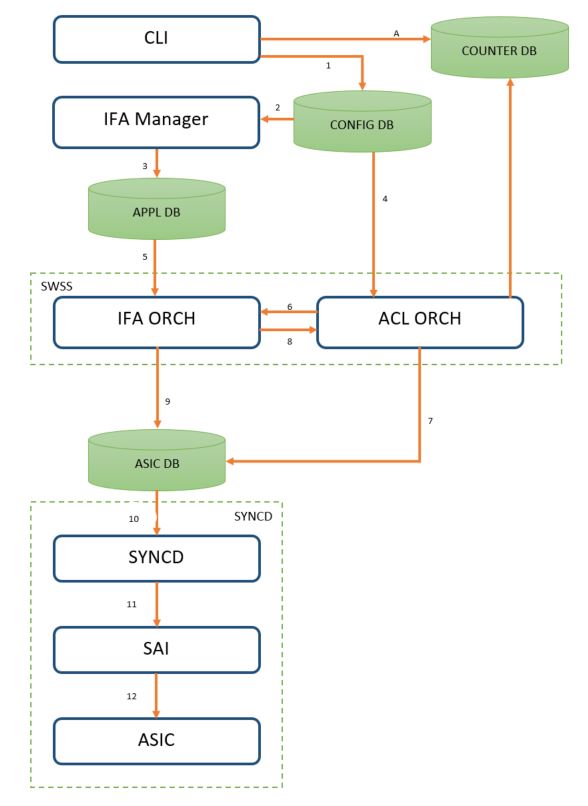 CLI
A
COUNTER DB
1
IFA Manager
2
CONFIG DB
3
APPL DB
4
5
SWSS
IFA ORCH
6
8
ACL ORCH
9
7
ASIC DB
10
SYNCD
SYNCD
11
SAI
12
ASIC